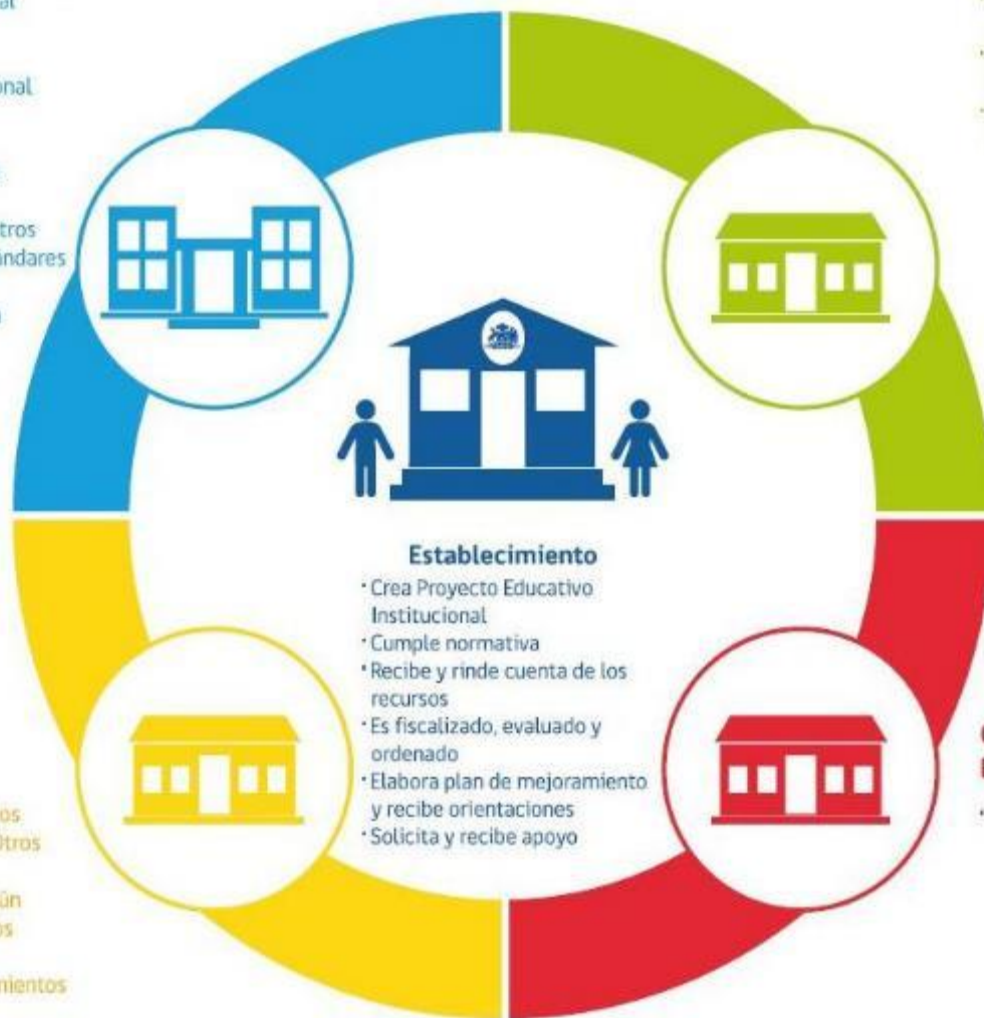 tros
Establecimiento
· Crea Proyecto Educativo
Institucional
· Cumple normativa
· Recibe y rinde cuenta de los
recursos
· Es fiscalizado, evaluado y
ordenado
· Elabora plan de mejoramiento
y recibe orientaciones
· Solicita y recibe apoyo